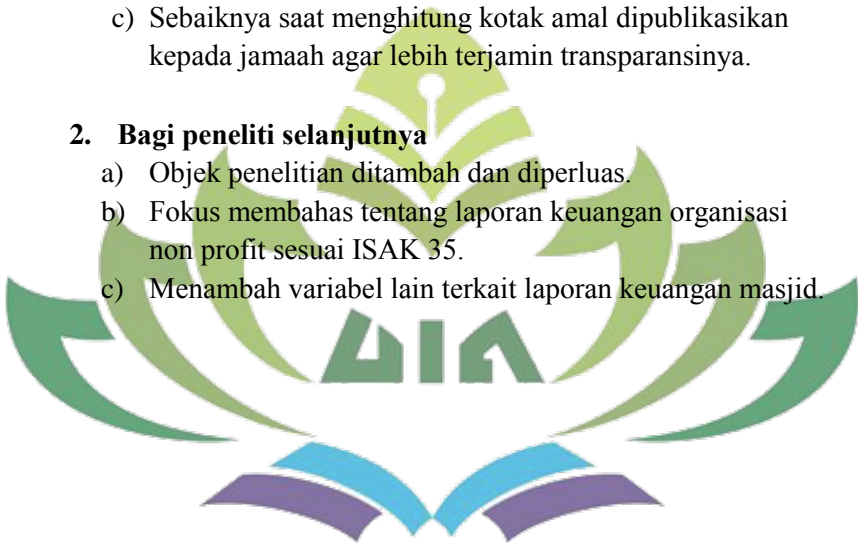 c) Sebaiknya saat menghitung kotak amal dipublikasikan
kepada jamaah agar lebih terjamin transparansinya.
2. Bagi peneliti selanjutnya
a) Objek penelitian ditambah dan diperluas.
b) Fokus membahas tentang laporan keuangan organisasi
non profit sesuai ISAK 35.
c) Menambah variabel lain terkait laporan keuangan masjid.
UIN